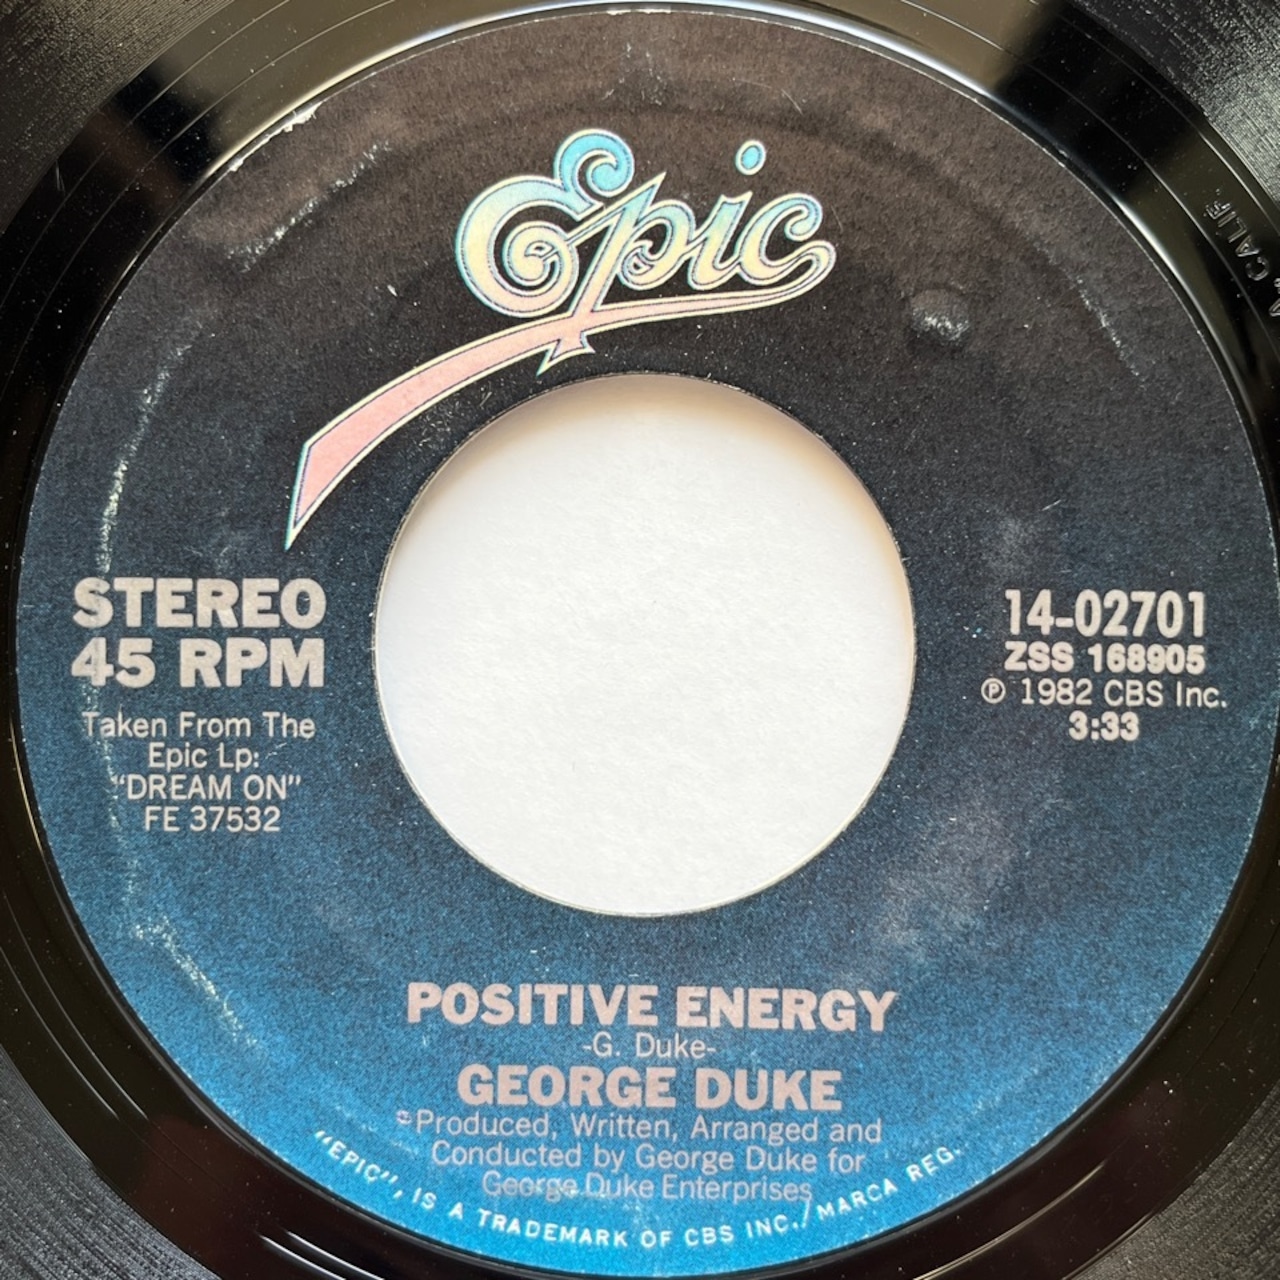 Epic
STEREO
45 RPM
Taken From The
Epic Lp:
"DREAM ON"
FE 37532
14-02701
ZSS 168905
℗ 1982 CBS Inc.
3:33
POSITIVE ENERGY
-G. Duke-
GEORGE DUKE
Produced, Written, Arranged and
Conducted by George Duke for
George Duke Enterprises
"EPIC", IS A TRADEMARK OF CBS INC./MARCA REG.
CALIF.